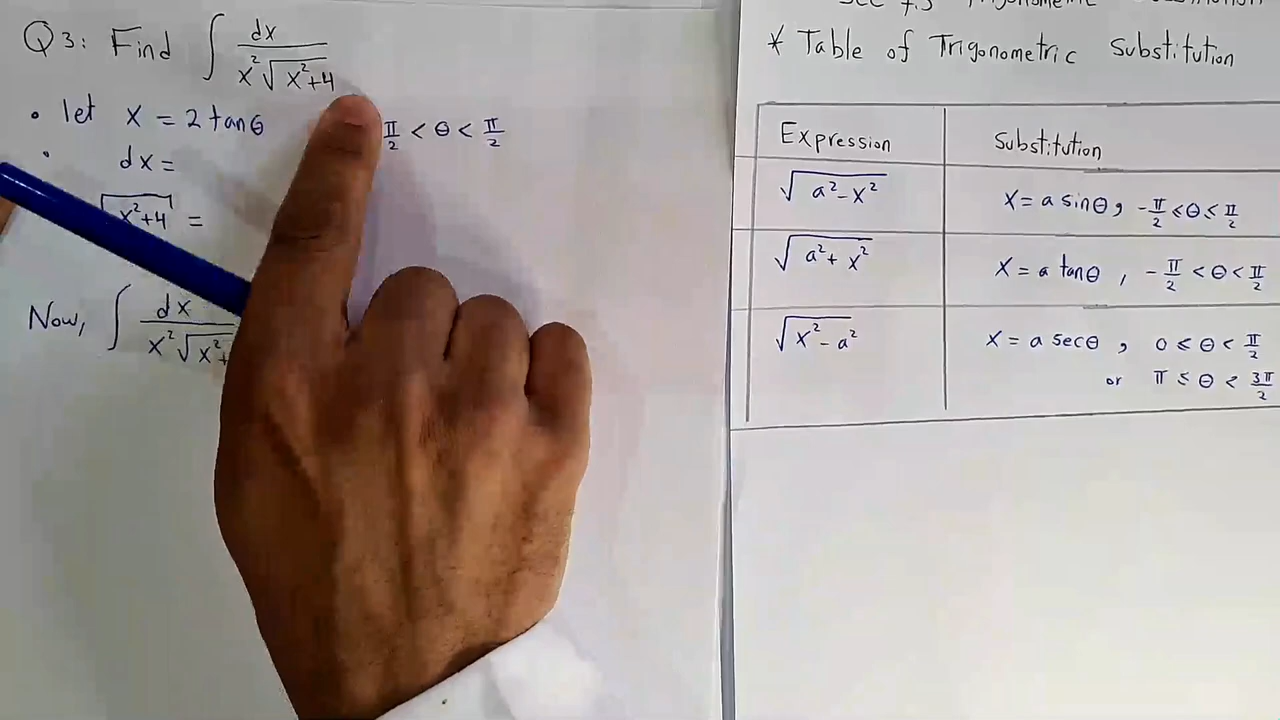 Q3: Find ∫ dx / x²√x²+4
• let x = 2 tanθ π/2 < θ < π/2
• dx =
√x²+4 =
Now, ∫ dx / x²√x²+
* Table of Trigonometric Substitution
Expression Substitution
√a²-x² x = a sinθ, -π/2 ≤ θ ≤ π/2
√a²+x² x = a tanθ, -π/2 < θ < π/2
√x²-a² x = a secθ, 0 ≤ θ < π/2
or π ≤ θ < 3π/2